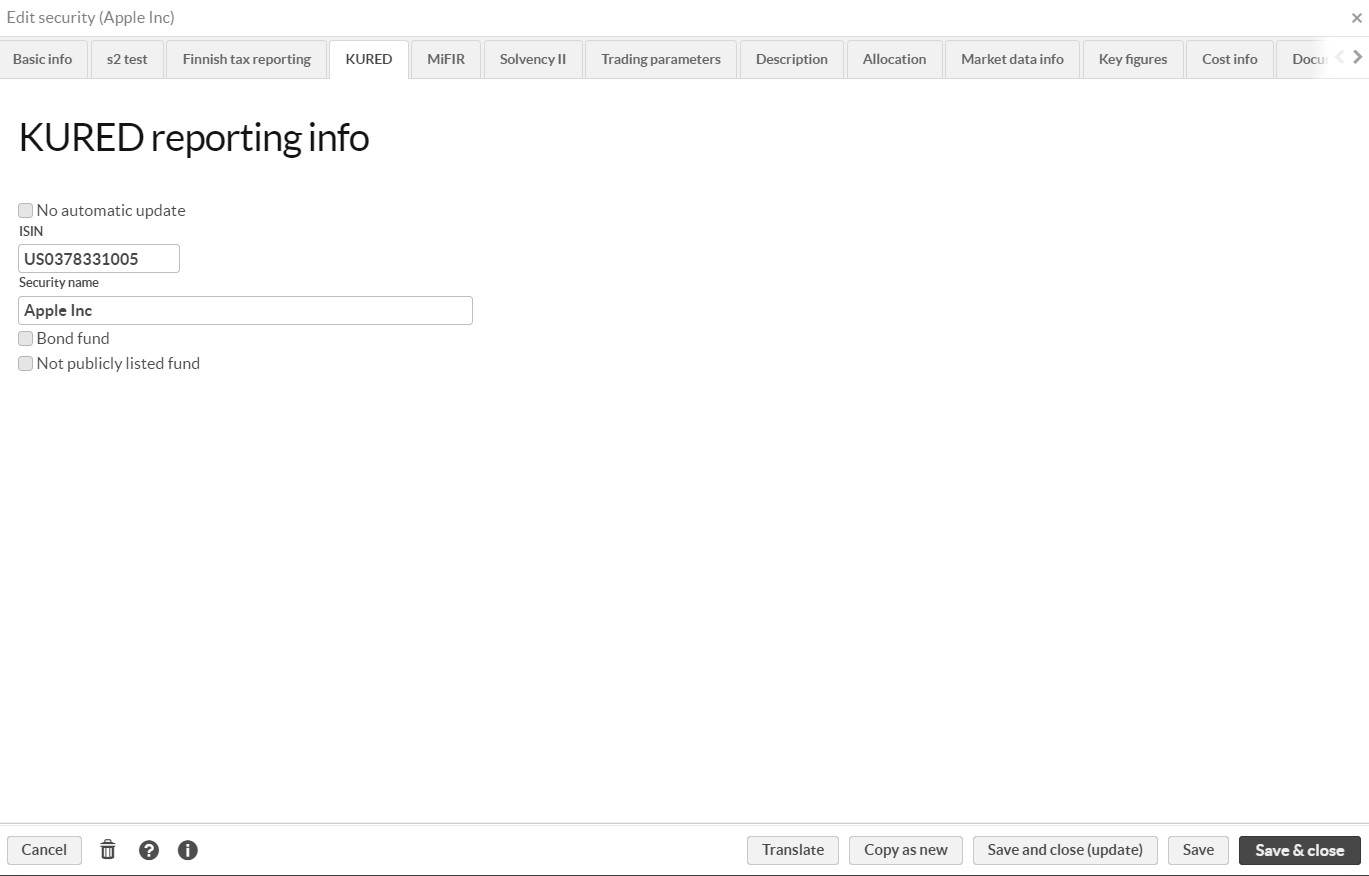 Edit security (Apple Inc)
Basic info s2 test Finnish tax reporting KURED MiFIR Solvency II Trading parameters Description Allocation Market data info Key figures Cost info
KURED reporting info
No automatic update
ISIN
US0378331005
Security name
Apple Inc
Bond fund
Not publicly listed fund
Cancel Translate Copy as new Save and close (update) Save Save & close